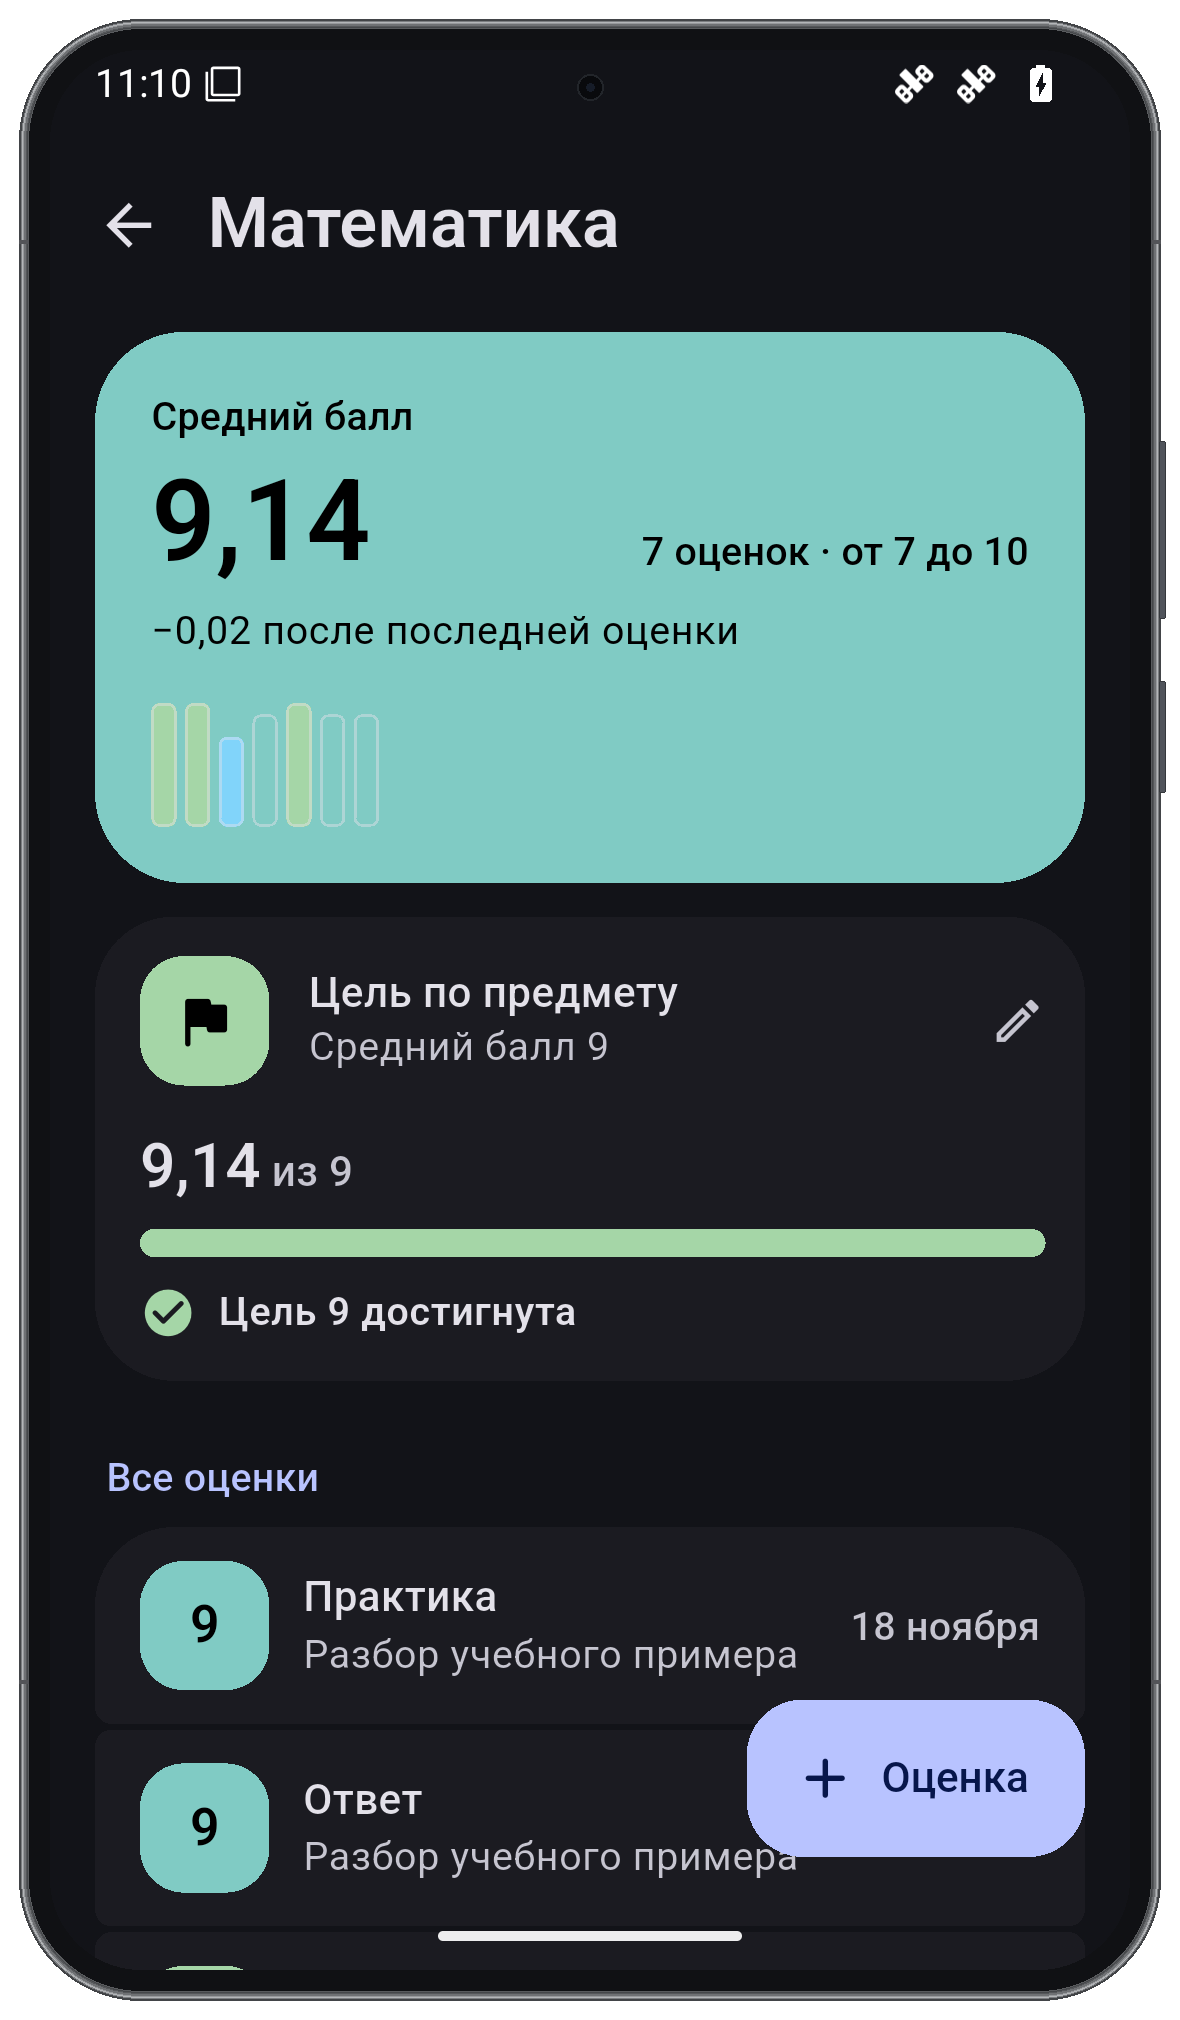 11:10
Математика
Средний балл
9,14
7 оценок · от 7 до 10
−0,02 после последней оценки
Цель по предмету
Средний балл 9
9,14 из 9
Цель 9 достигнута
Все оценки
9
Практика
Разбор учебного примера
18 ноября
9
Ответ
Разбор учебного примера
+ Оценка